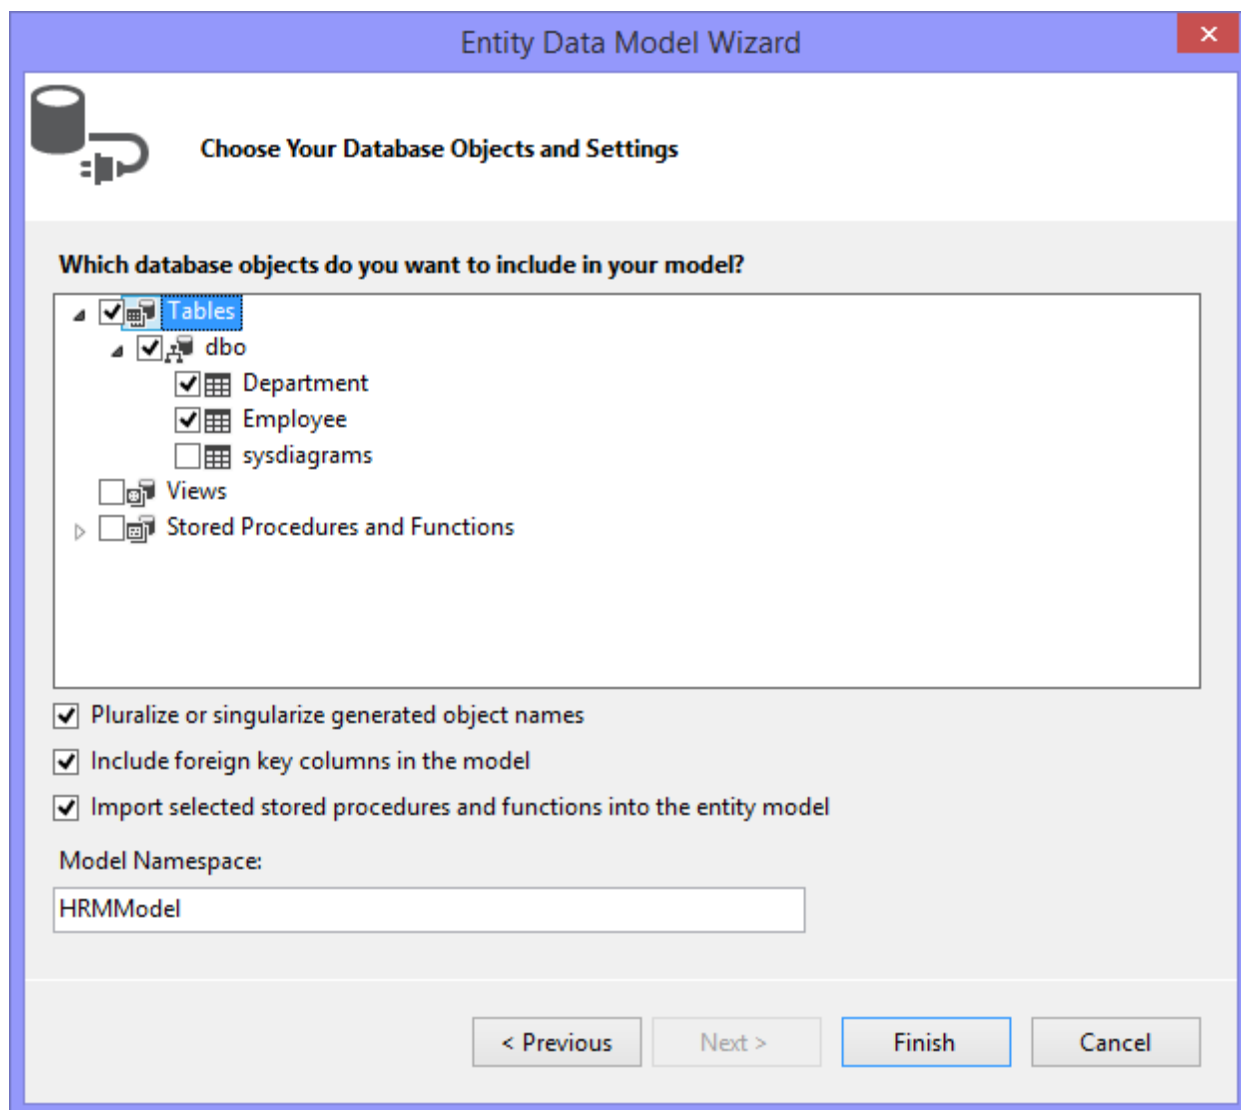 Entity Data Model Wizard
Choose Your Database Objects and Settings
Which database objects do you want to include in your model?
Tables
dbo
Department
Employee
sysdiagrams
Views
Stored Procedures and Functions
Pluralize or singularize generated object names
Include foreign key columns in the model
Import selected stored procedures and functions into the entity model
Model Namespace:
HRMModel
< Previous Next > Finish Cancel